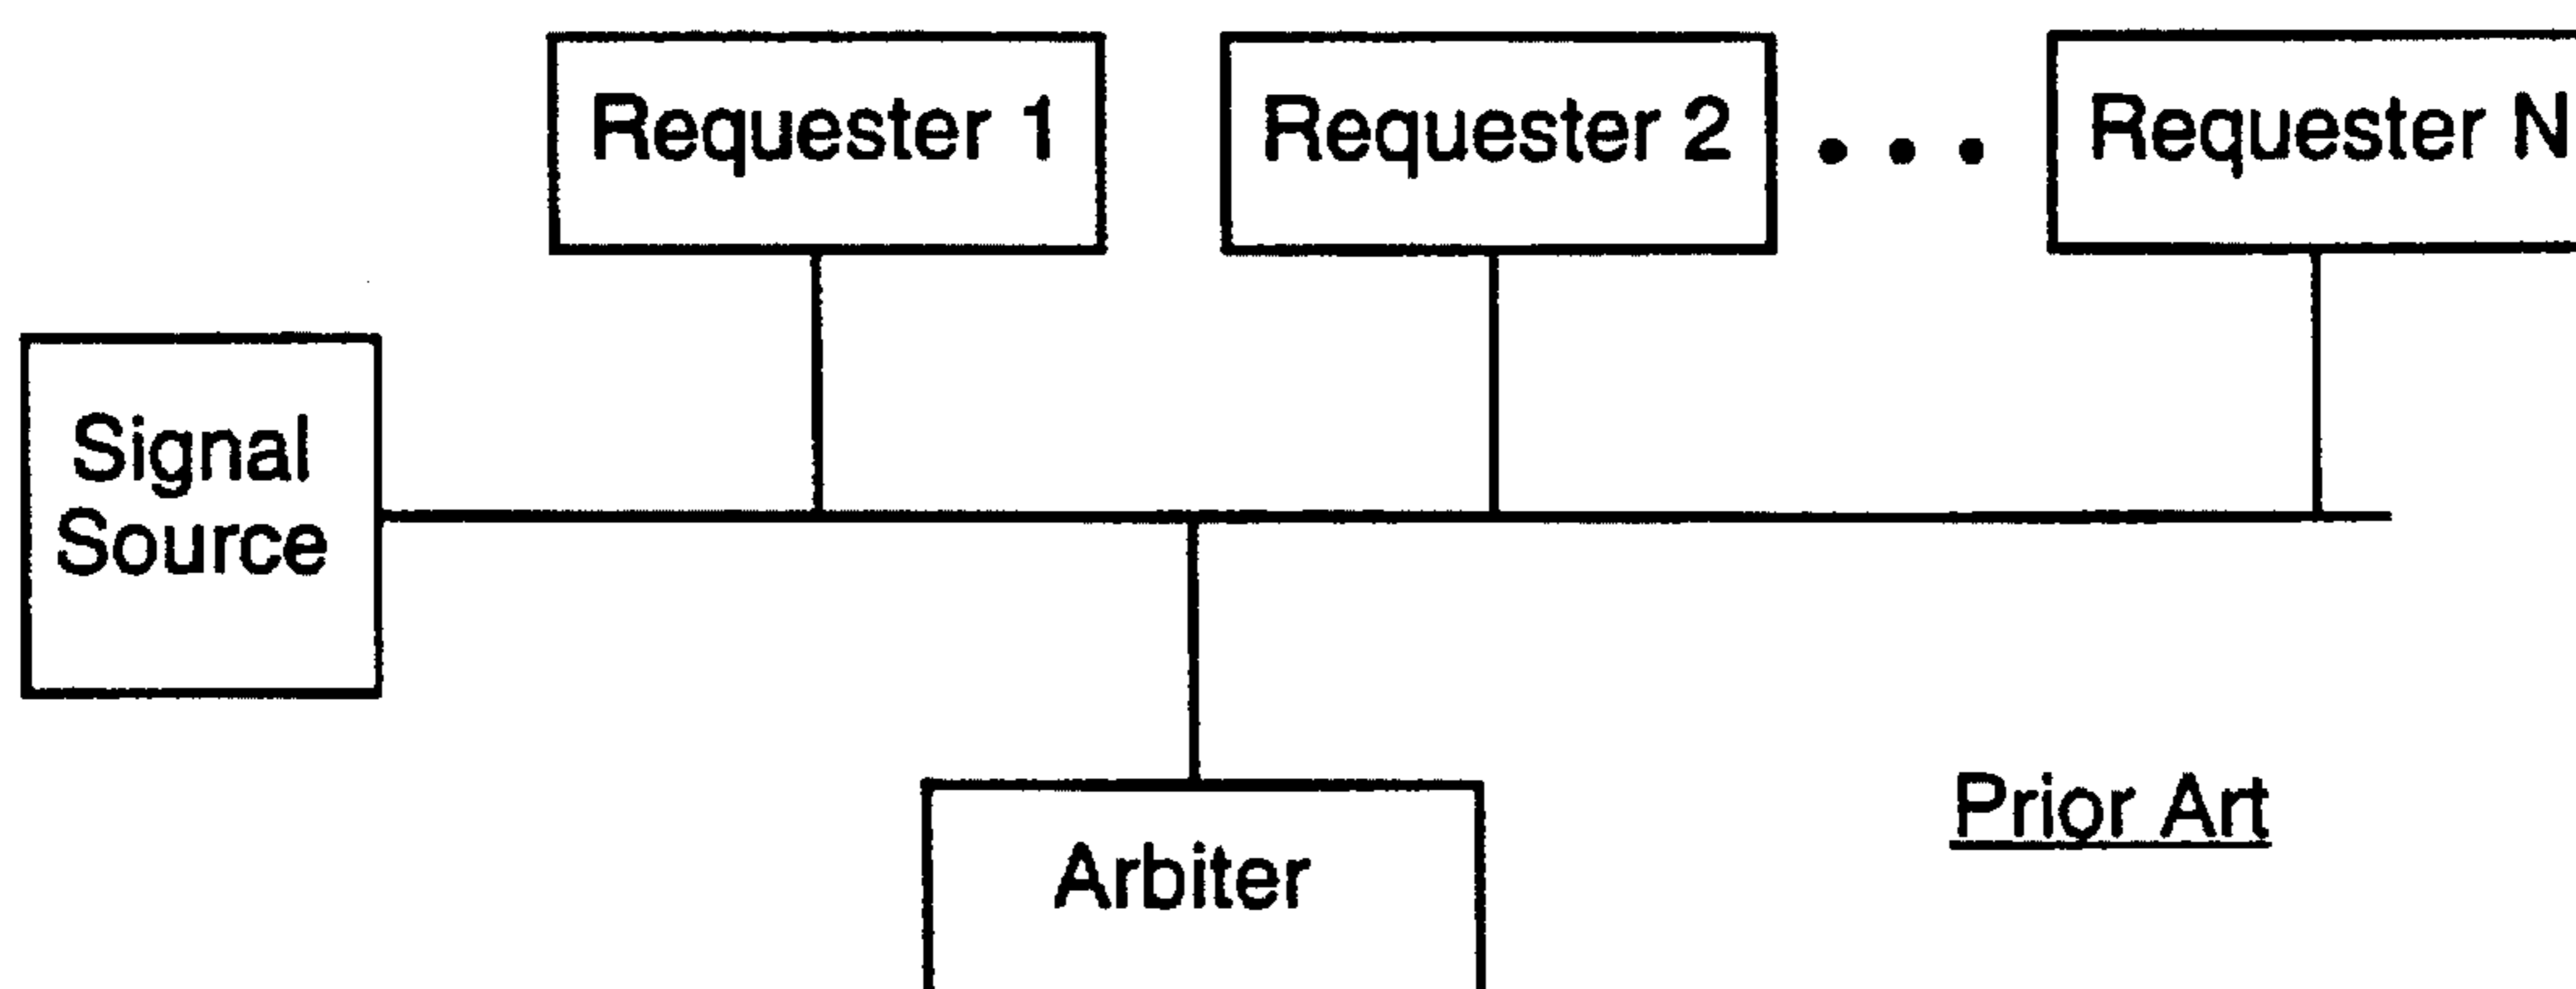 Requester 1
Requester 2
• • •
Requester N
Signal
Source
Arbiter
Prior Art